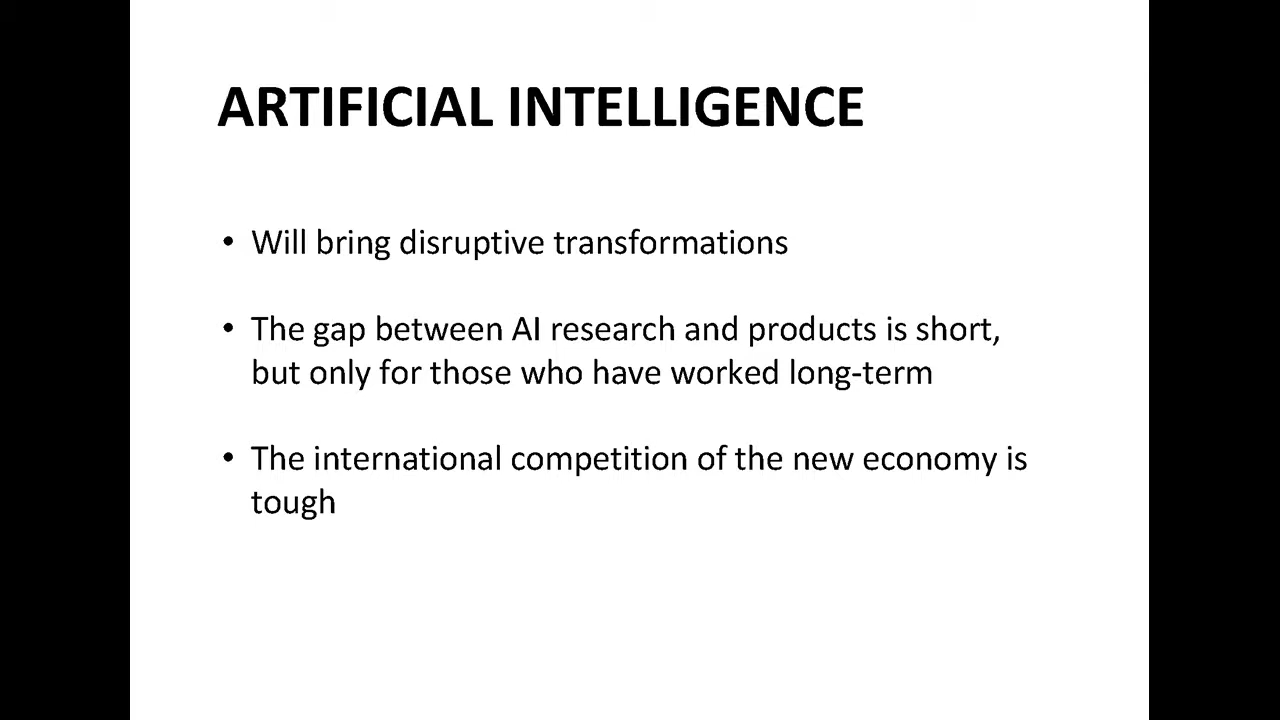 ARTIFICIAL INTELLIGENCE
• Will bring disruptive transformations
• The gap between AI research and products is short,
but only for those who have worked long-term
• The international competition of the new economy is
tough